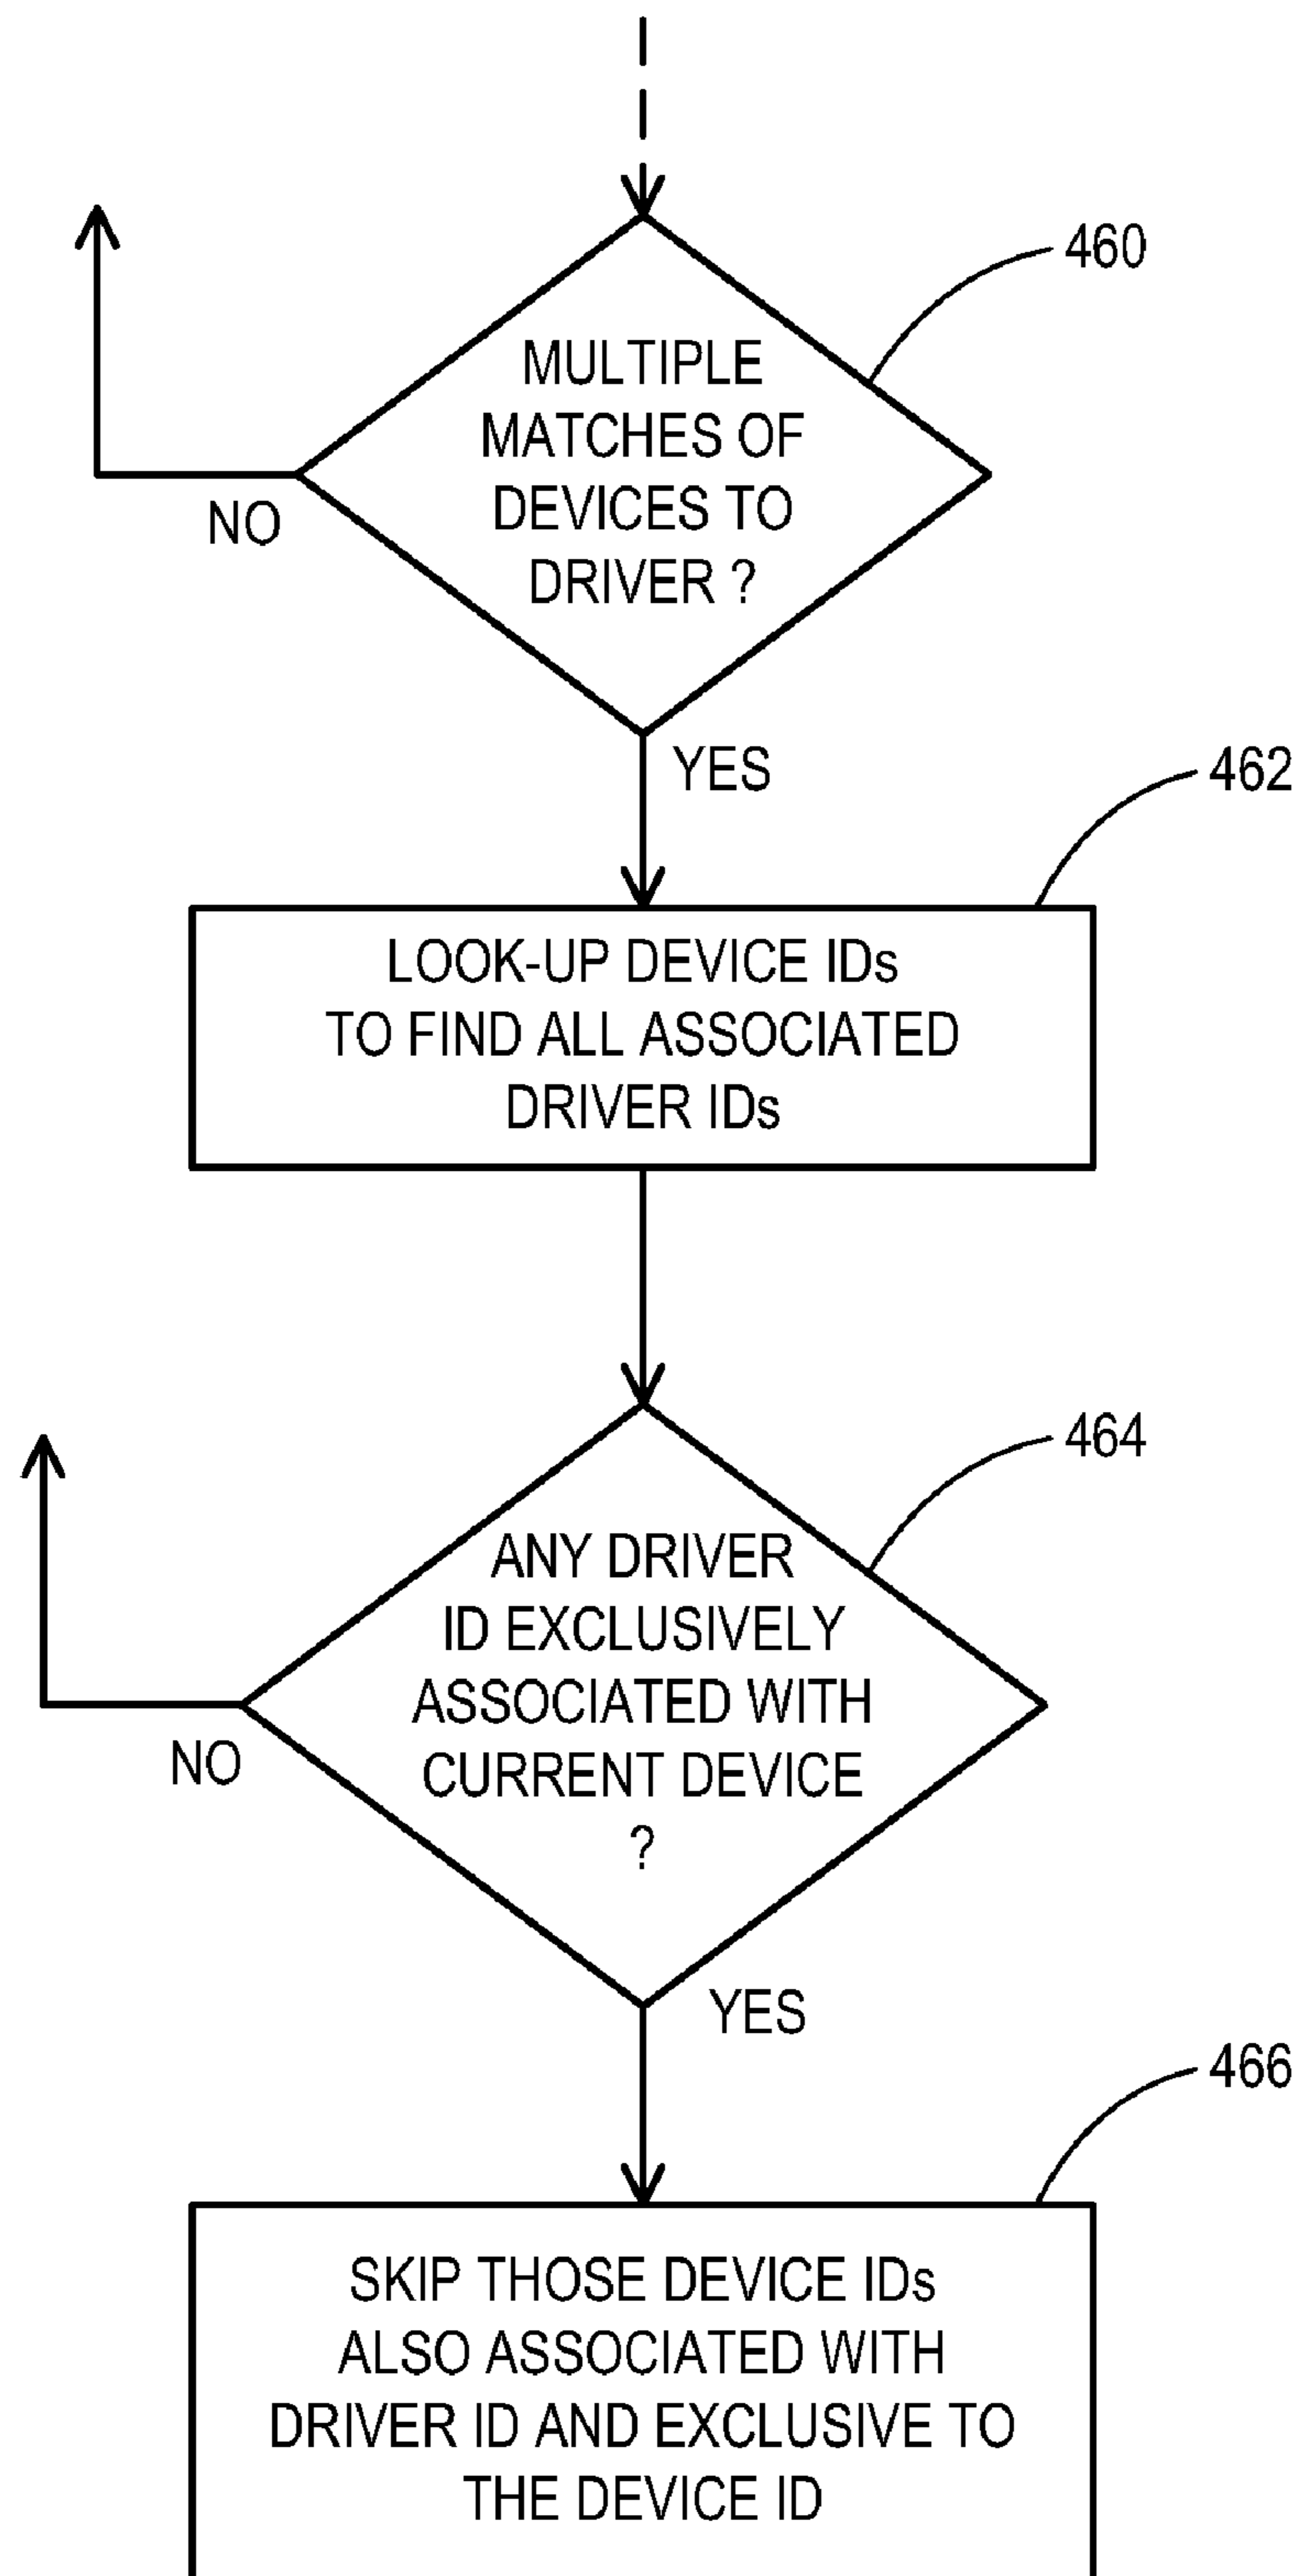 460
MULTIPLE
MATCHES OF
DEVICES TO
DRIVER ?
NO
YES
462
LOOK-UP DEVICE IDs
TO FIND ALL ASSOCIATED
DRIVER IDs
464
ANY DRIVER
ID EXCLUSIVELY
ASSOCIATED WITH
CURRENT DEVICE
?
NO
YES
466
SKIP THOSE DEVICE IDs
ALSO ASSOCIATED WITH
DRIVER ID AND EXCLUSIVE TO
THE DEVICE ID